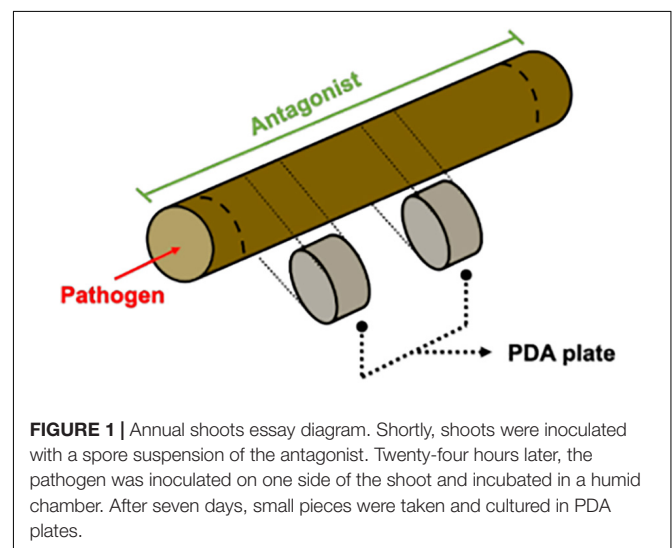 Antagonist
Pathogen
PDA plate
FIGURE 1 | Annual shoots essay diagram. Shortly, shoots were inoculated
with a spore suspension of the antagonist. Twenty-four hours later, the
pathogen was inoculated on one side of the shoot and incubated in a humid
chamber. After seven days, small pieces were taken and cultured in PDA
plates.